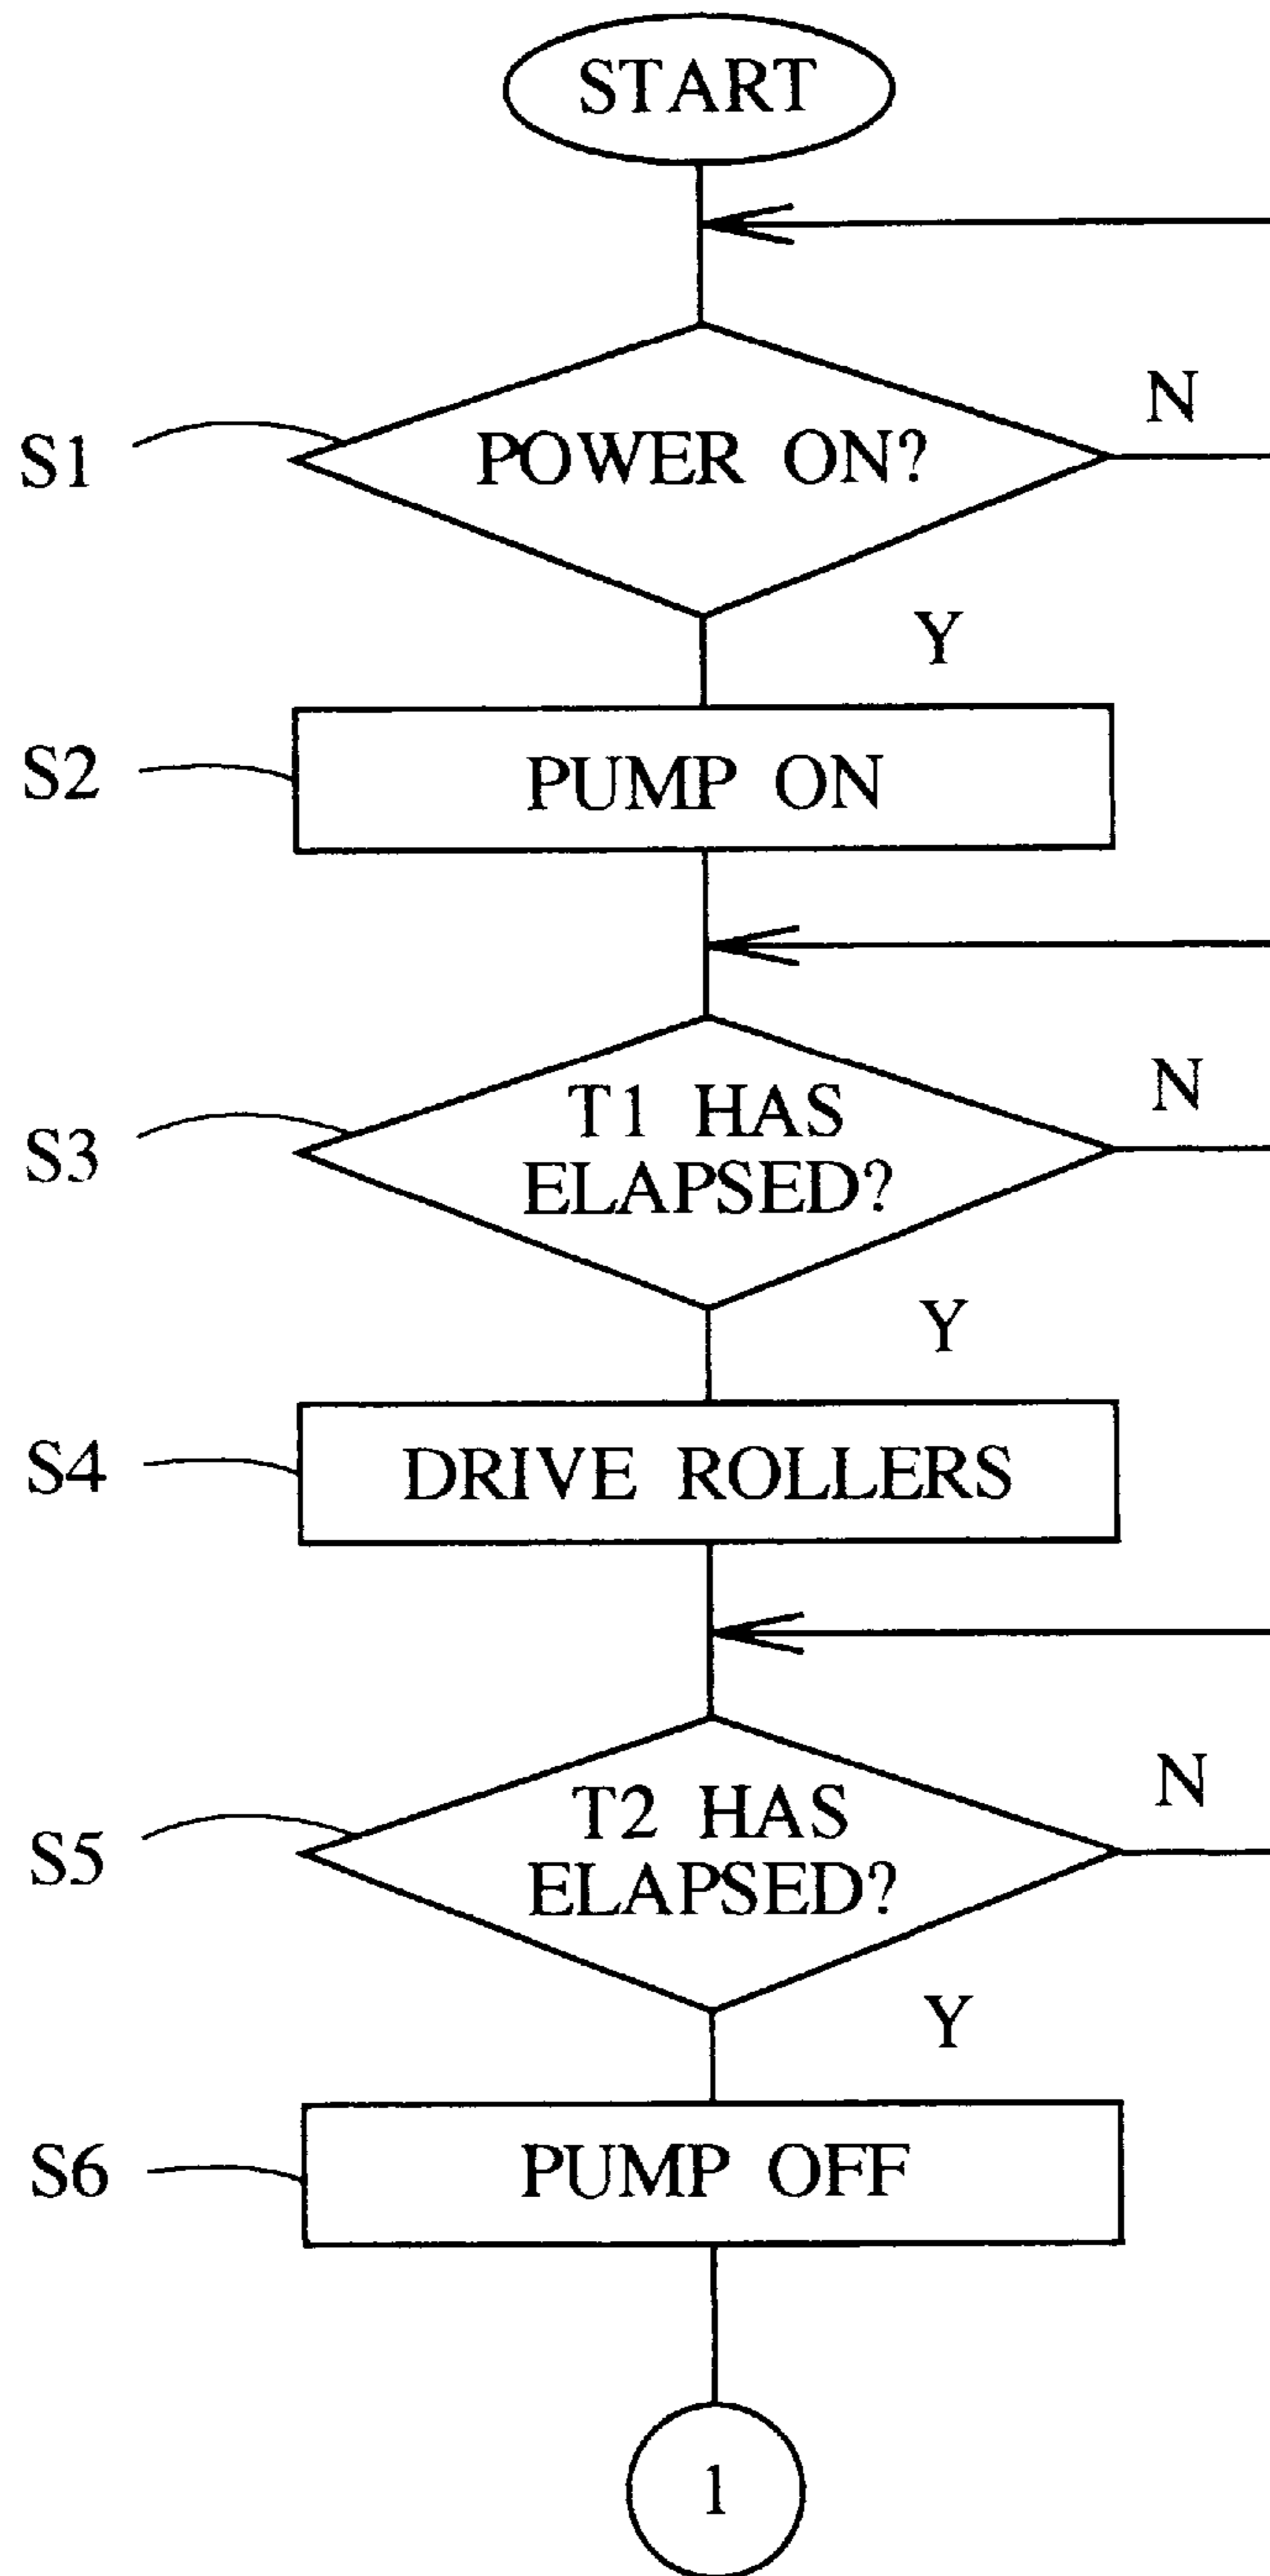 START
N
S1
POWER ON?
Y
S2
PUMP ON
N
T1 HAS
S3
ELAPSED?
Y
S4
DRIVE ROLLERS
N
T2 HAS
S5
ELAPSED?
Y
S6
PUMP OFF
1